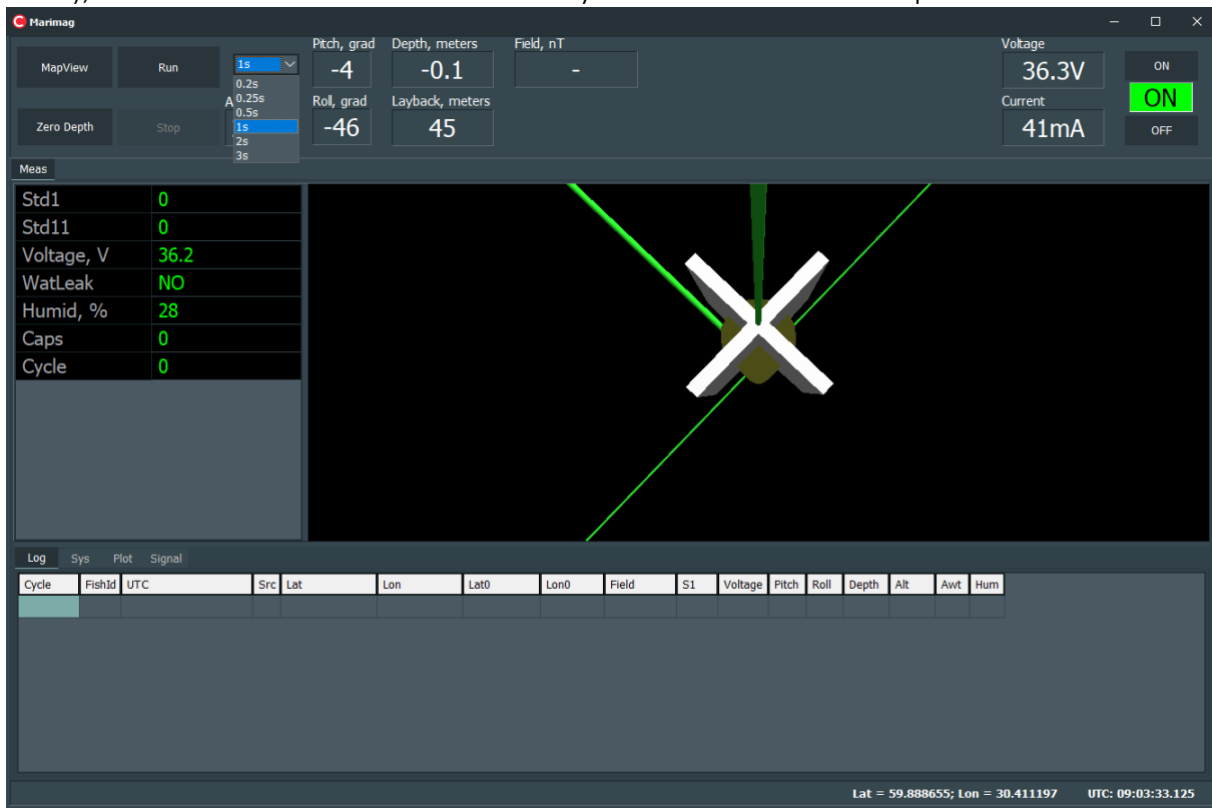 Marimag
MapView
Run
1s
0.2s
0.25s
0.5s
1s
2s
3s
Pitch, grad
-4
Depth, meters
-0.1
Field, nT
-
Voltage
36.3V
ON
ON
OFF
Zero Depth
Stop
A
Roll, grad
-46
Layback, meters
45
Current
41mA
Meas
Std1 0
Std11 0
Voltage, V 36.2
WatLeak NO
Humid, % 28
Caps 0
Cycle 0
Log Sys Plot Signal
Cycle FishId UTC Src Lat Lon Lat0 Lon0 Field S1 Voltage Pitch Roll Depth Alt Awt Hum
Lat = 59.888655; Lon = 30.411197 UTC: 09:03:33.125